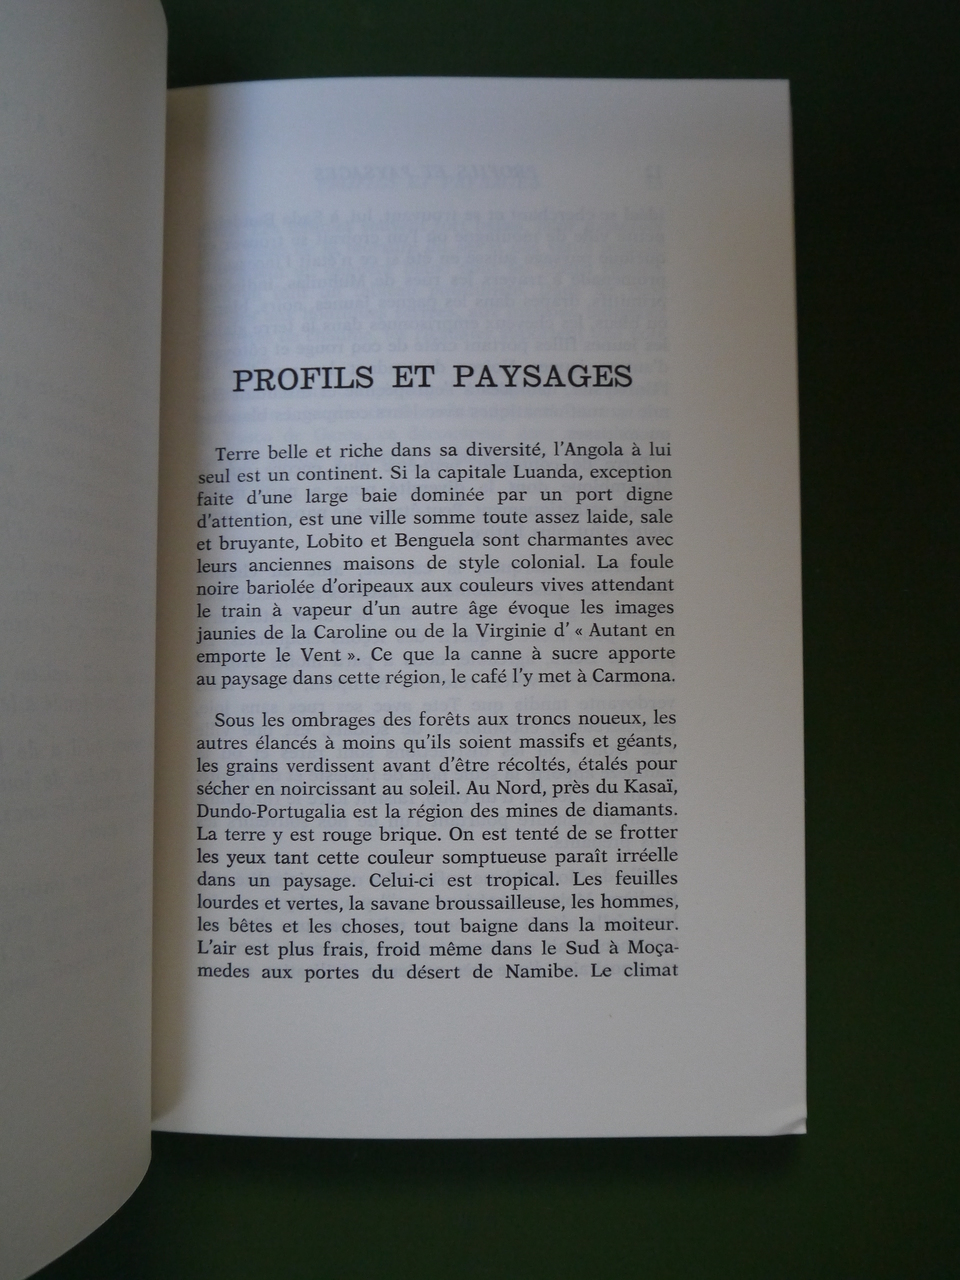 PROFILS ET PAYSAGES
Terre belle et riche dans sa diversité, l'Angola à lui
seul est un continent. Si la capitale Luanda, exception
faite d'une large baie dominée par un port digne
d'attention, est une ville somme toute assez laide, sale
et bruyante, Lobito et Benguela sont charmantes avec
leurs anciennes maisons de style colonial. La foule
noire bariolée d'oripeaux aux couleurs vives attendant
le train à vapeur d'un autre âge évoque les images
jaunies de la Caroline ou de la Virginie d' « Autant en
emporte le Vent ». Ce que la canne à sucre apporte
au paysage dans cette région, le café l'y met à Carmona.
Sous les ombrages des forêts aux troncs noueux, les
autres élancés à moins qu'ils soient massifs et géants,
les grains verdissent avant d'être récoltés, étalés pour
sécher en noircissant au soleil. Au Nord, près du Kasaï,
Dundo-Portugalia est la région des mines de diamants.
La terre y est rouge brique. On est tenté de se frotter
les yeux tant cette couleur somptueuse paraît irréelle
dans un paysage. Celui-ci est tropical. Les feuilles
lourdes et vertes, la savane broussailleuse, les hommes,
les bêtes et les choses, tout baigne dans la moiteur.
L'air est plus frais, froid même dans le Sud à Moça-
medes aux portes du désert de Namibe. Le climat